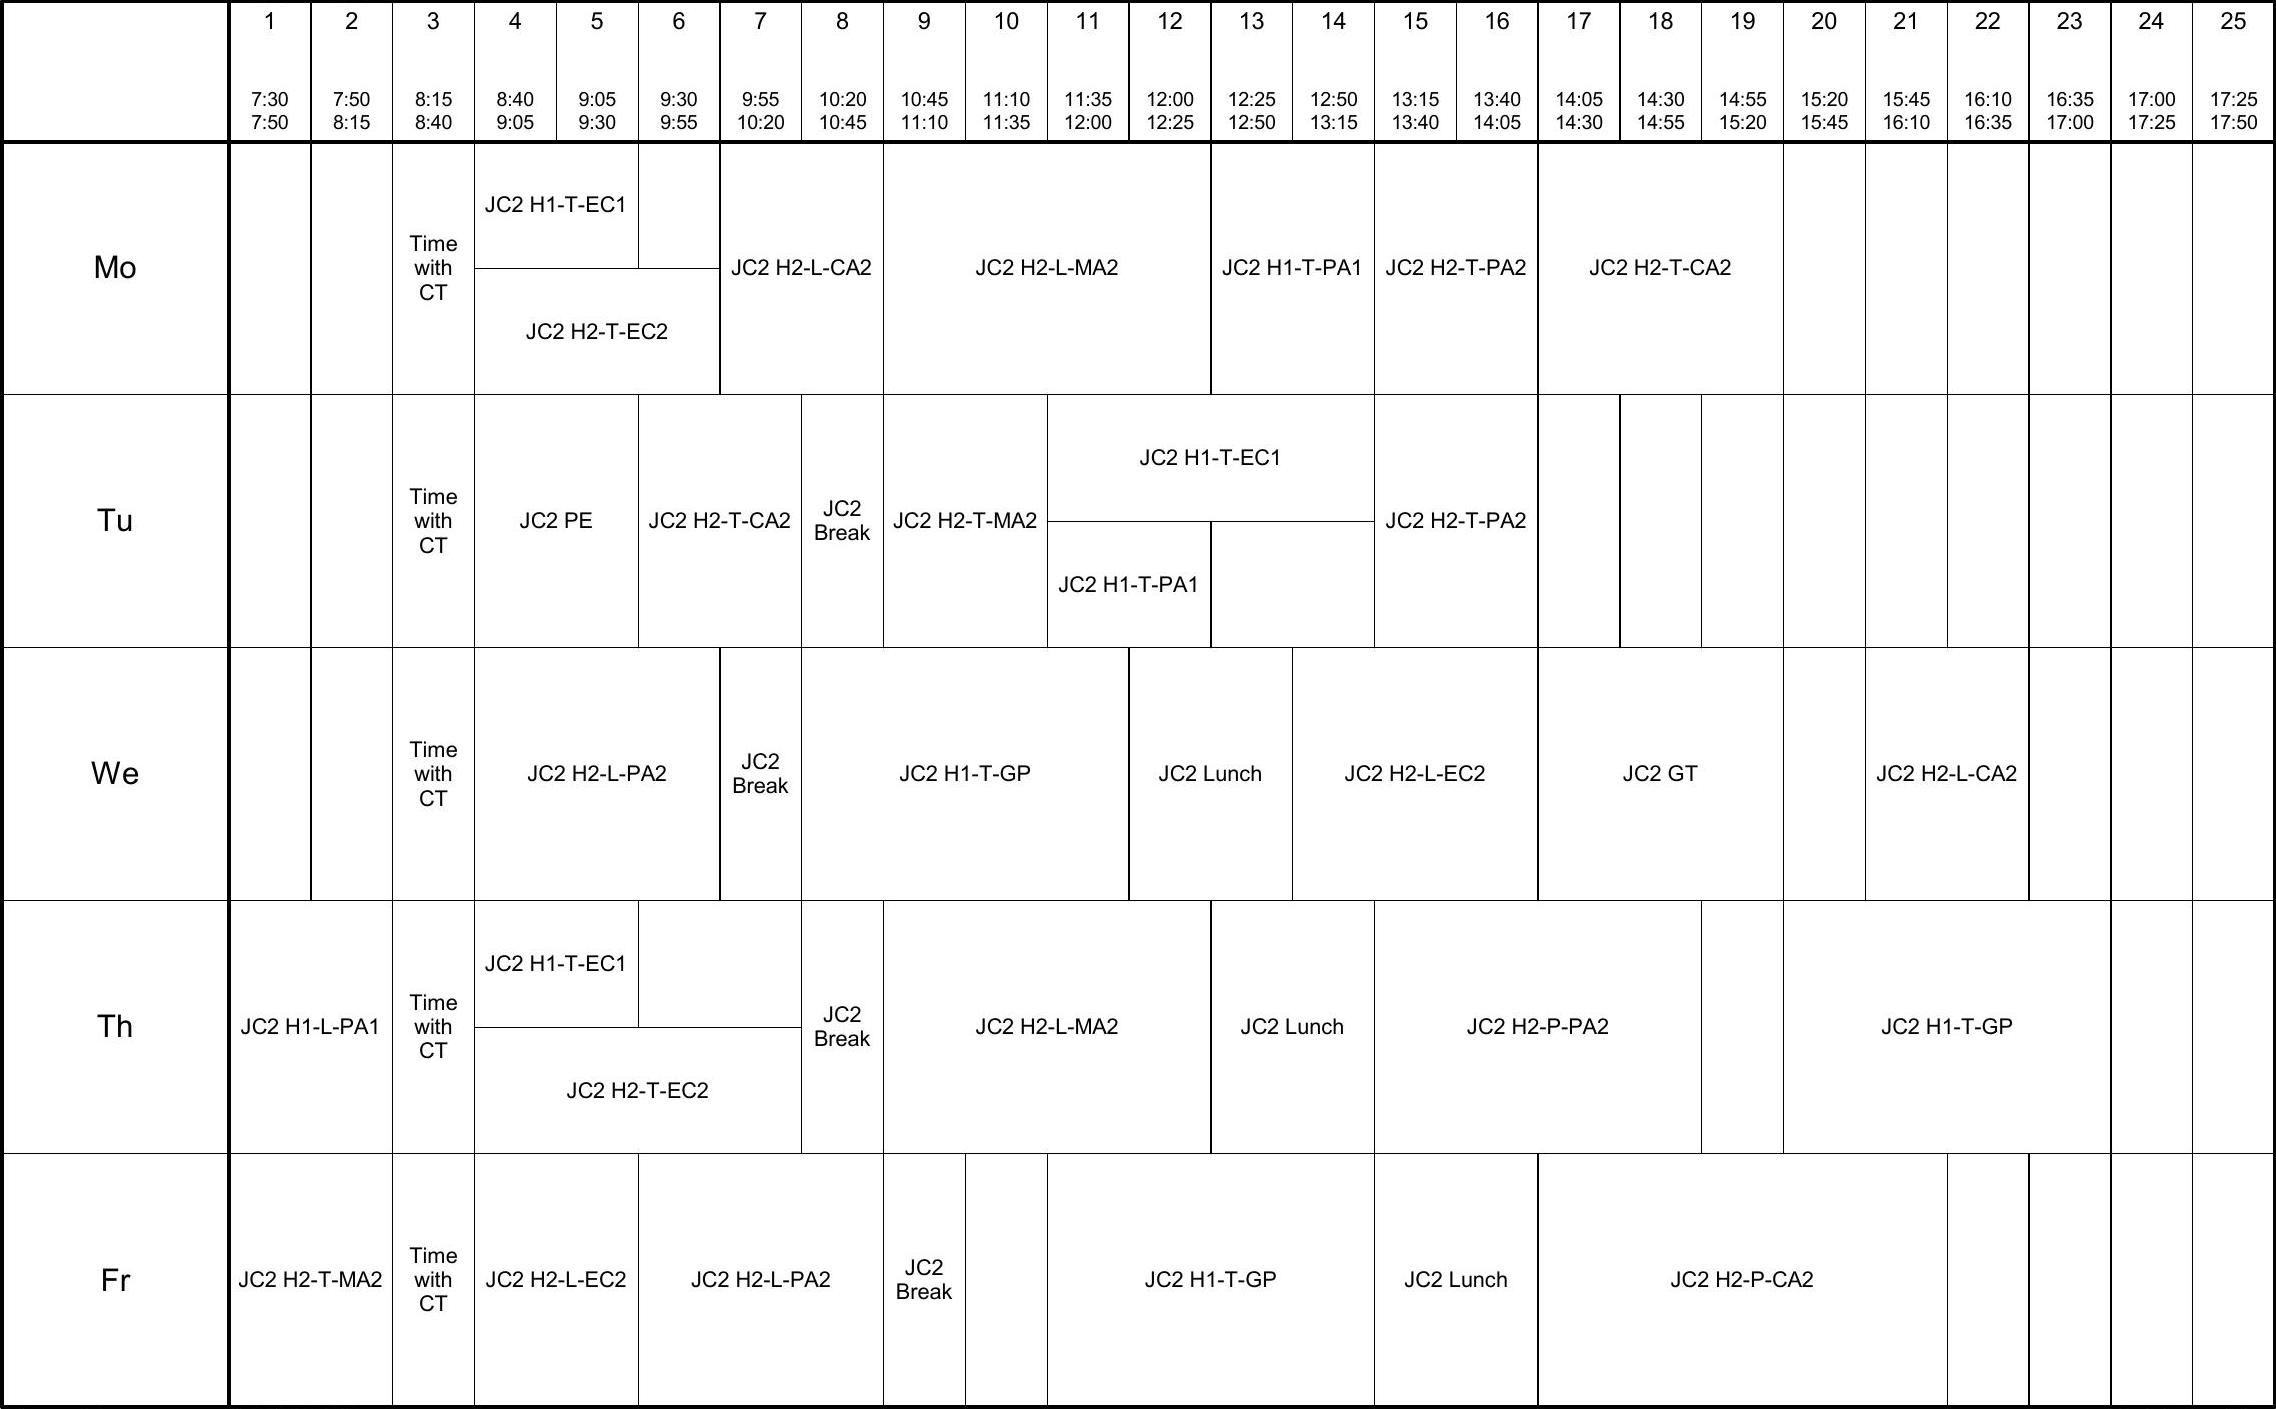 1 2 3 4 5 6 7 8 9 10 11 12 13 14 15 16 17 18 19 20 21 22 23 24 25
7:30 7:50 8:15 8:40 9:05 9:30 9:55 10:20 10:45 11:10 11:35 12:00 12:25 12:50 13:15 13:40 14:05 14:30 14:55 15:20 15:45 16:10 16:35 17:00 17:25
7:50 8:15 8:40 9:05 9:30 9:55 10:20 10:45 11:10 11:35 12:00 12:25 12:50 13:15 13:40 14:05 14:30 14:55 15:20 15:45 16:10 16:35 17:00 17:25 17:50
Mo
Time
with
CT
JC2 H1-T-EC1
JC2 H2-T-EC2
JC2 H2-L-CA2
JC2 H2-L-MA2
JC2 H1-T-PA1
JC2 H2-T-PA2
JC2 H2-T-CA2
Tu
Time
with
CT
JC2 PE
JC2 H2-T-CA2
JC2
Break
JC2 H2-T-MA2
JC2 H1-T-EC1
JC2 H1-T-PA1
JC2 H2-T-PA2
We
Time
with
CT
JC2 H2-L-PA2
JC2
Break
JC2 H1-T-GP
JC2 Lunch
JC2 H2-L-EC2
JC2 GT
JC2 H2-L-CA2
Th
JC2 H1-L-PA1
Time
with
CT
JC2 H1-T-EC1
JC2 H2-T-EC2
JC2
Break
JC2 H2-L-MA2
JC2 Lunch
JC2 H2-P-PA2
JC2 H1-T-GP
Fr
JC2 H2-T-MA2
Time
with
CT
JC2 H2-L-EC2
JC2 H2-L-PA2
JC2
Break
JC2 H1-T-GP
JC2 Lunch
JC2 H2-P-CA2